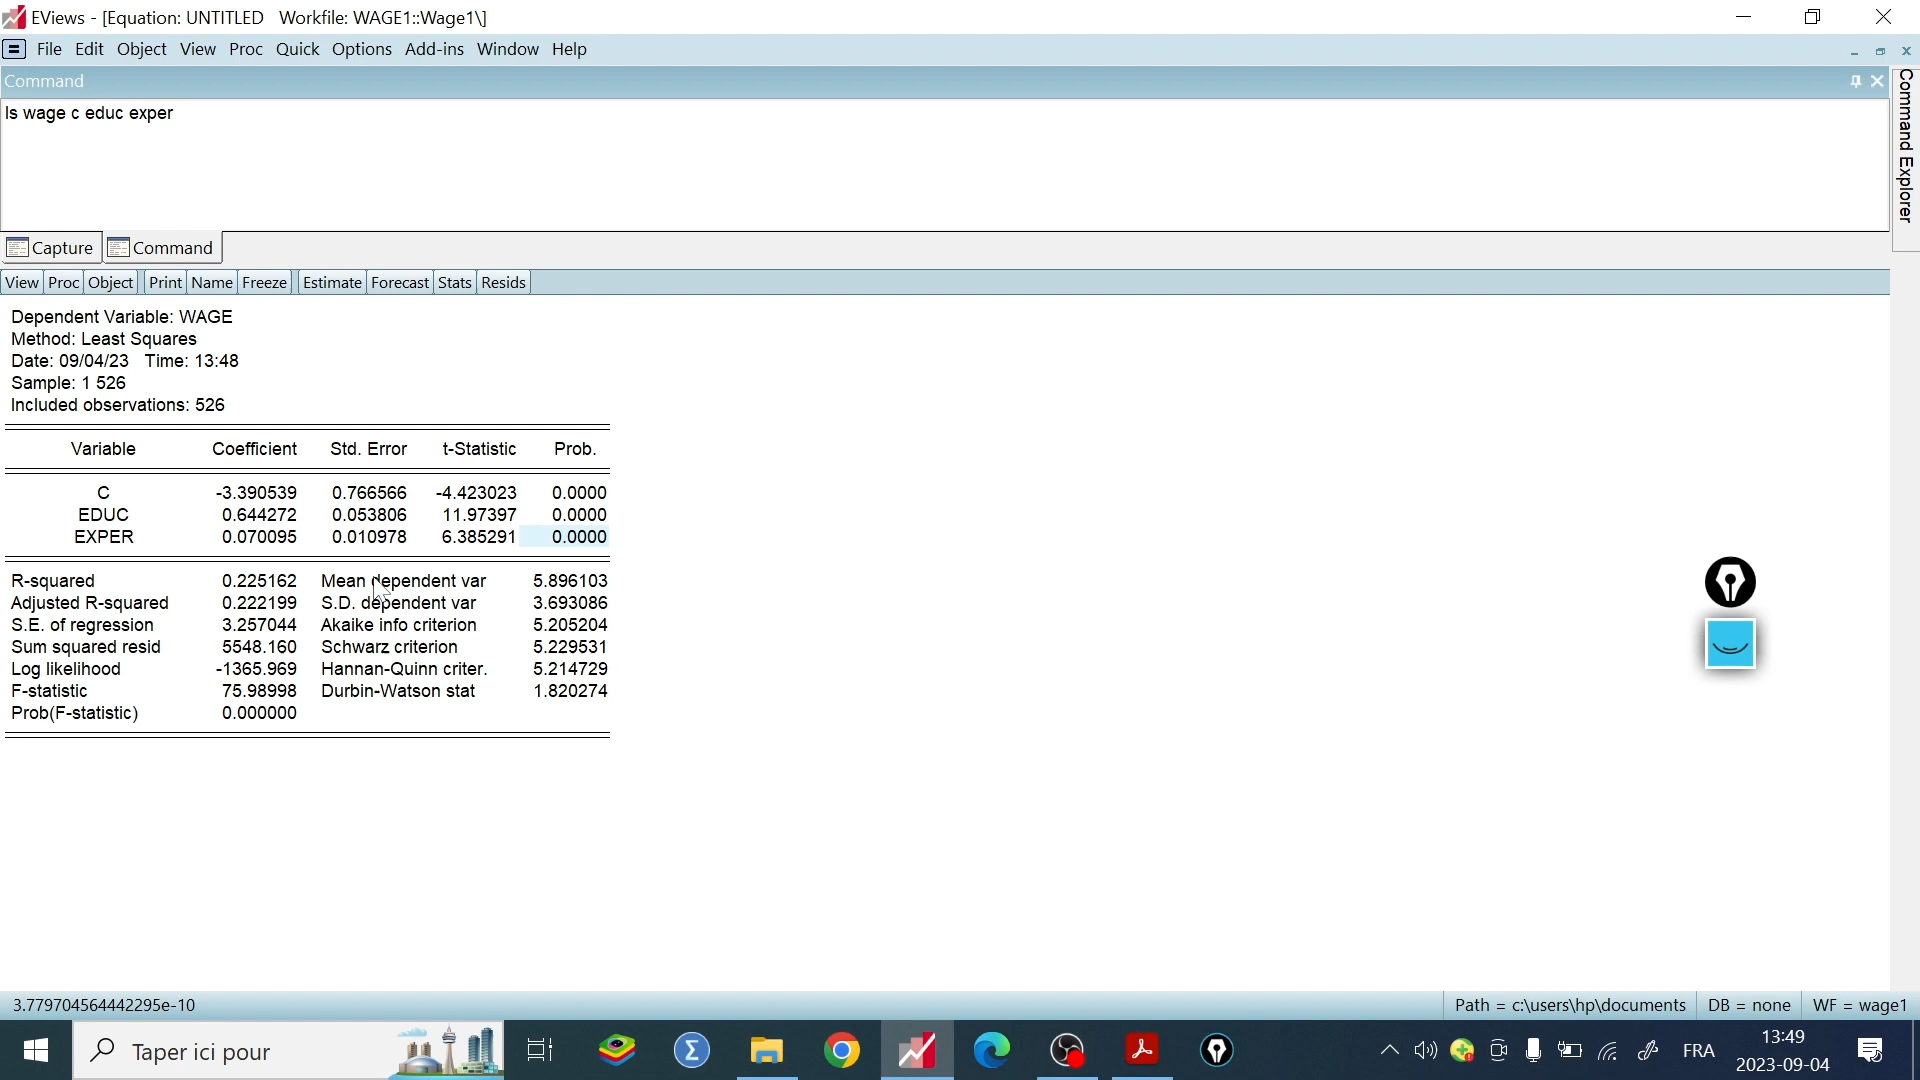 EViews - [Equation: UNTITLED   Workfile: WAGE1::Wage1\]
File Edit Object View Proc Quick Options Add-ins Window Help
Command
ls wage c educ exper
Command Explorer
Capture Command
View Proc Object Print Name Freeze Estimate Forecast Stats Resids
Dependent Variable: WAGE
Method: Least Squares
Date: 09/04/23   Time: 13:48
Sample: 1 526
Included observations: 526
Variable Coefficient Std. Error t-Statistic Prob.
C -3.390539 0.766566 -4.423023 0.0000
EDUC 0.644272 0.053806 11.97397 0.0000
EXPER 0.070095 0.010978 6.385291 0.0000
R-squared 0.225162 Mean dependent var 5.896103
Adjusted R-squared 0.222199 S.D. dependent var 3.693086
S.E. of regression 3.257044 Akaike info criterion 5.205204
Sum squared resid 5548.160 Schwarz criterion 5.229531
Log likelihood -1365.969 Hannan-Quinn criter. 5.214729
F-statistic 75.98998 Durbin-Watson stat 1.820274
Prob(F-statistic) 0.000000
3.779704564442295e-10 Path = c:\users\hp\documents DB = none WF = wage1
Taper ici pour FRA 13:49
2023-09-04